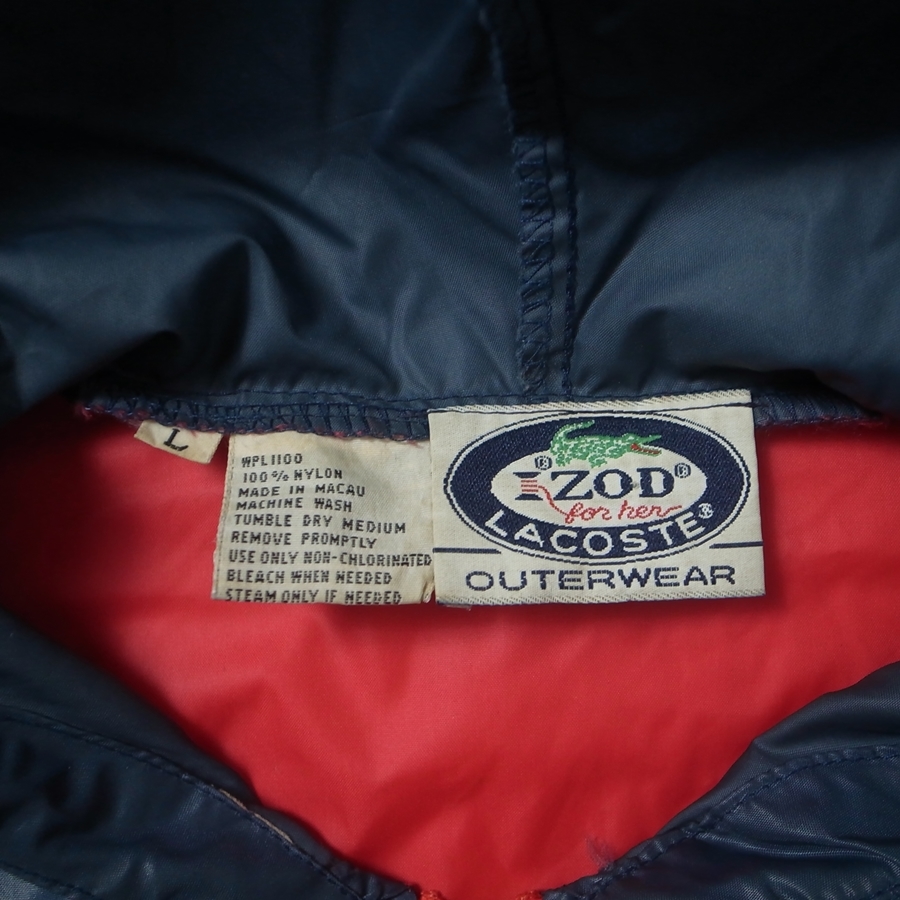 L
WPL1100
100% NYLON
MADE IN MACAU
MACHINE WASH
TUMBLE DRY MEDIUM
REMOVE PROMPTLY
USE ONLY NON-CHLORINATED
BLEACH WHEN NEEDED
STEAM ONLY IF NEEDED
®IZOD®
for her
LACOSTE®
OUTERWEAR